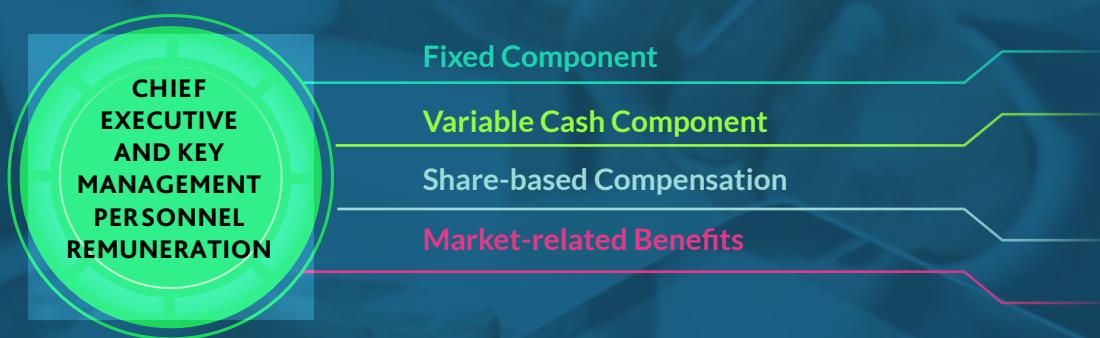 CHIEF
EXECUTIVE
AND KEY
MANAGEMENT
PERSONNEL
REMUNERATION
Fixed Component
Variable Cash Component
Share-based Compensation
Market-related Benefits